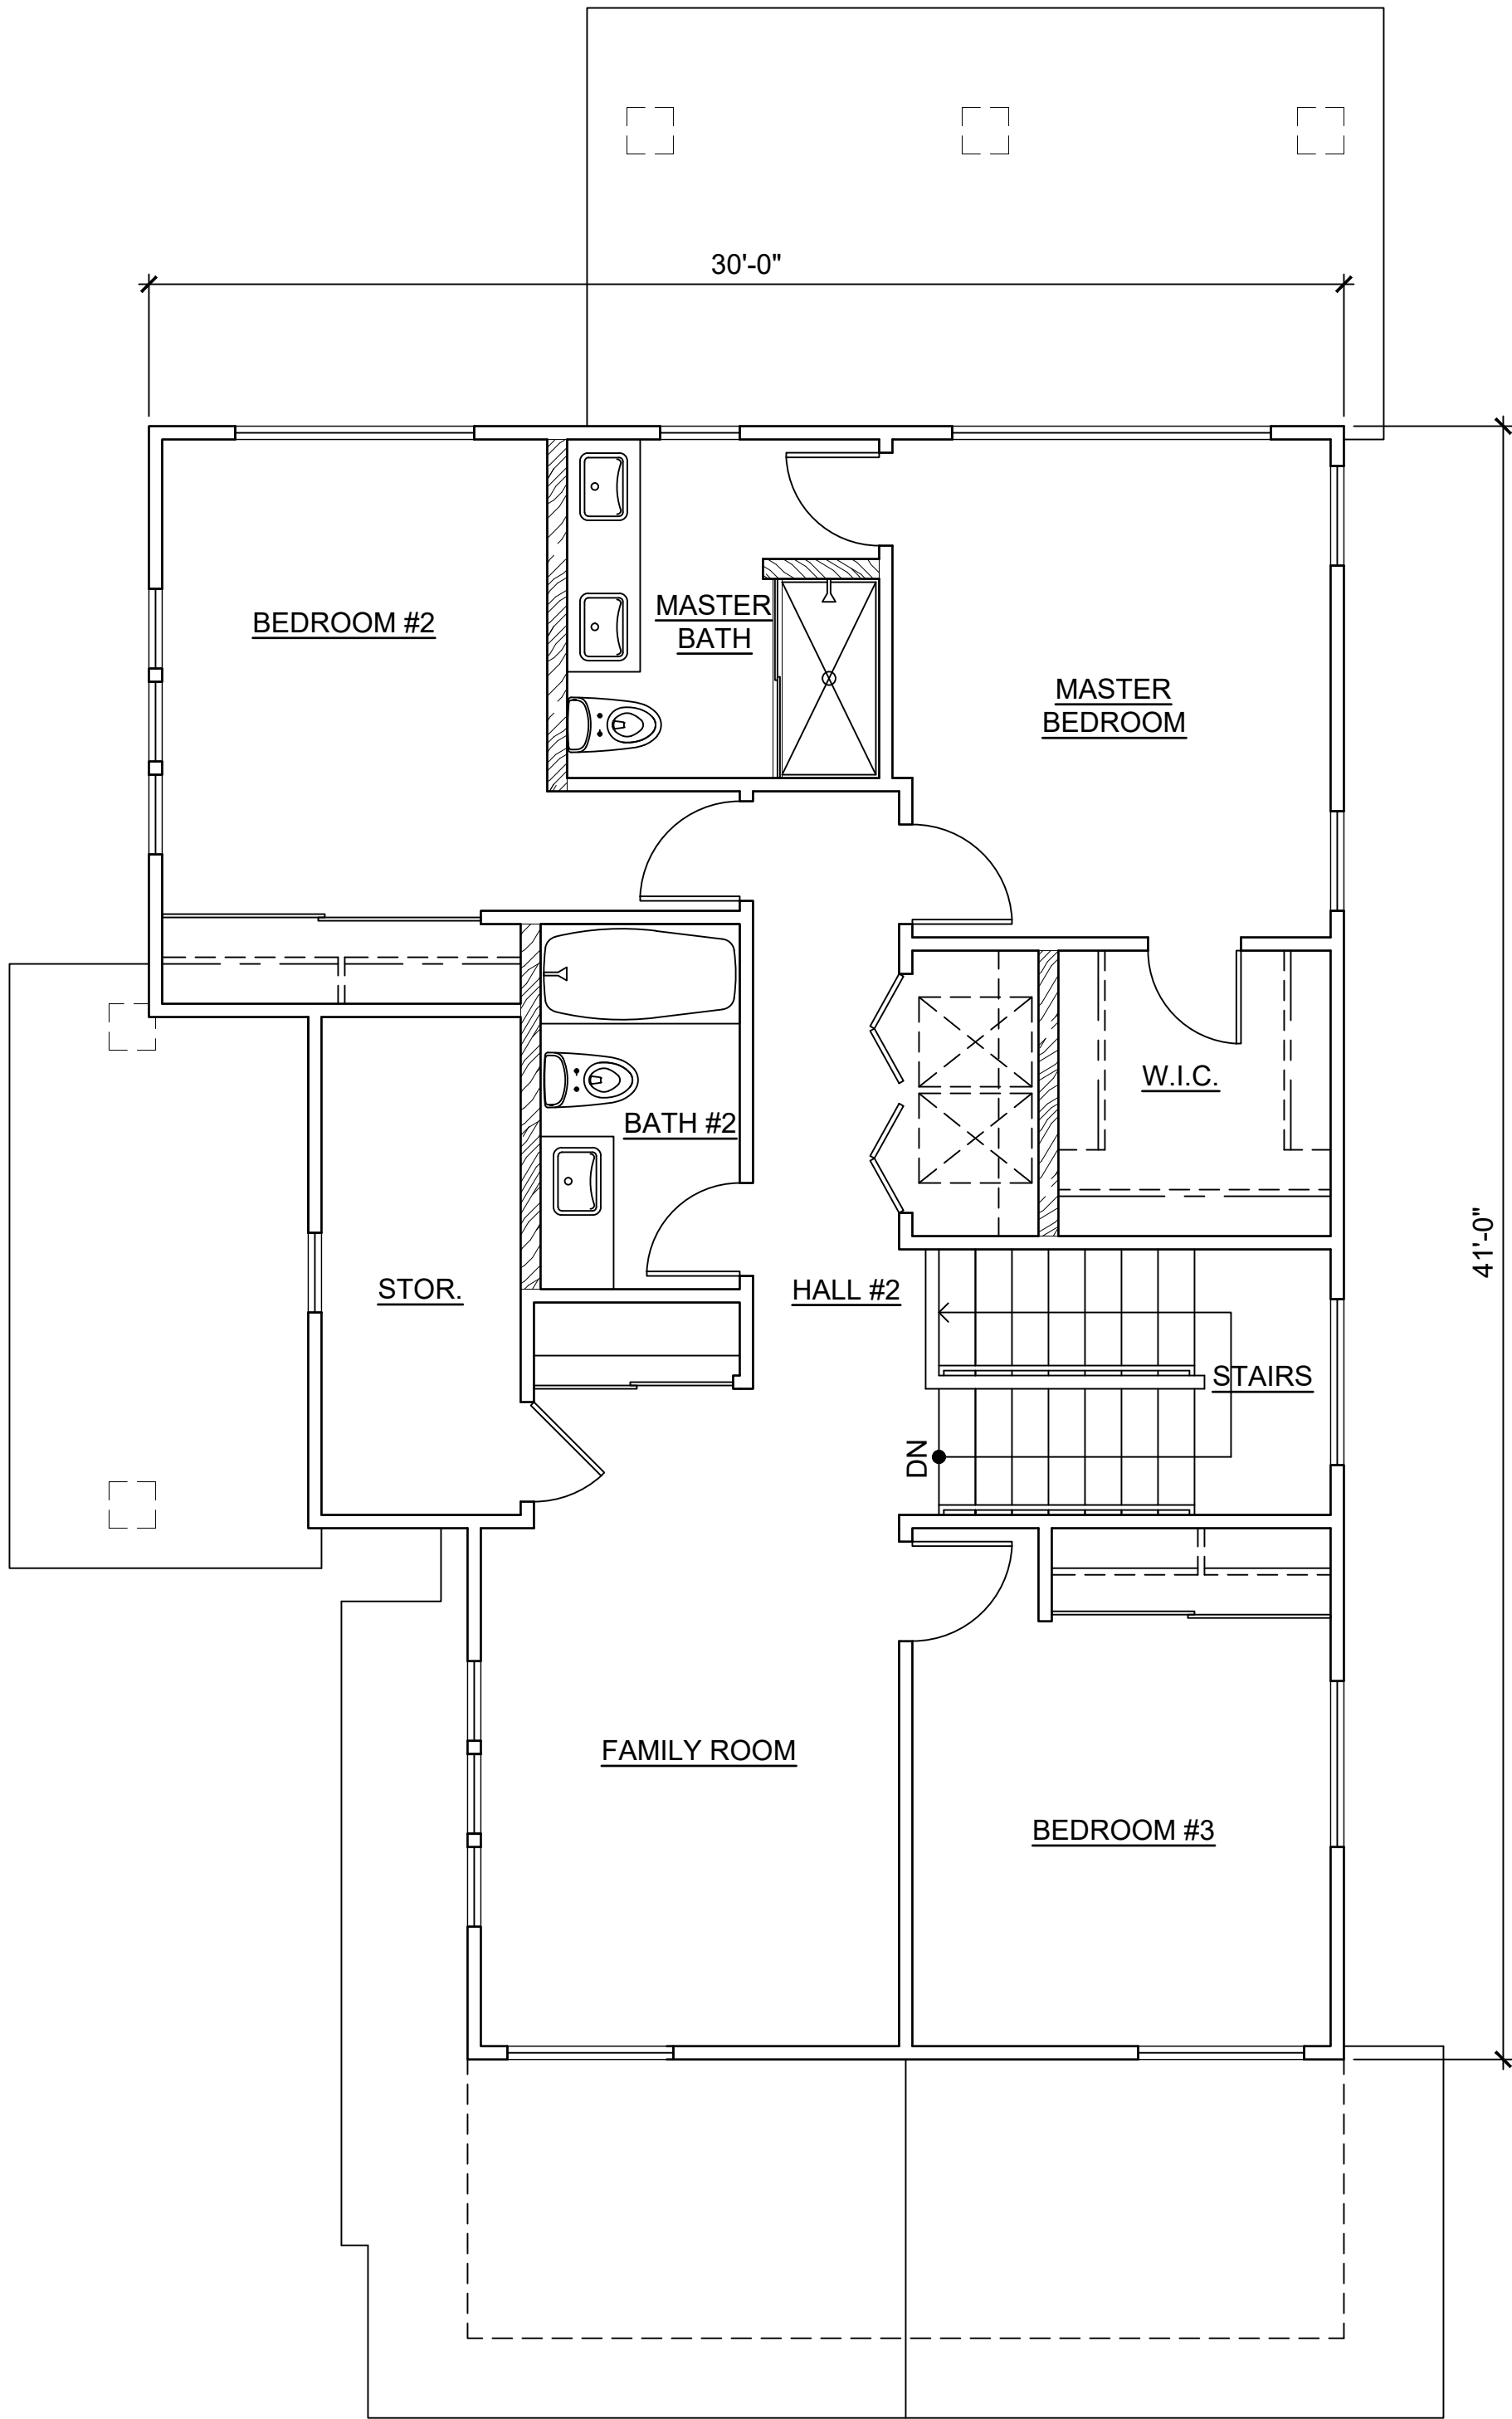 30'-0"
BEDROOM #2
MASTER
BATH
MASTER
BEDROOM
W.I.C.
BATH #2
41'-0"
STOR.
HALL #2
STAIRS
DN
FAMILY ROOM
BEDROOM #3